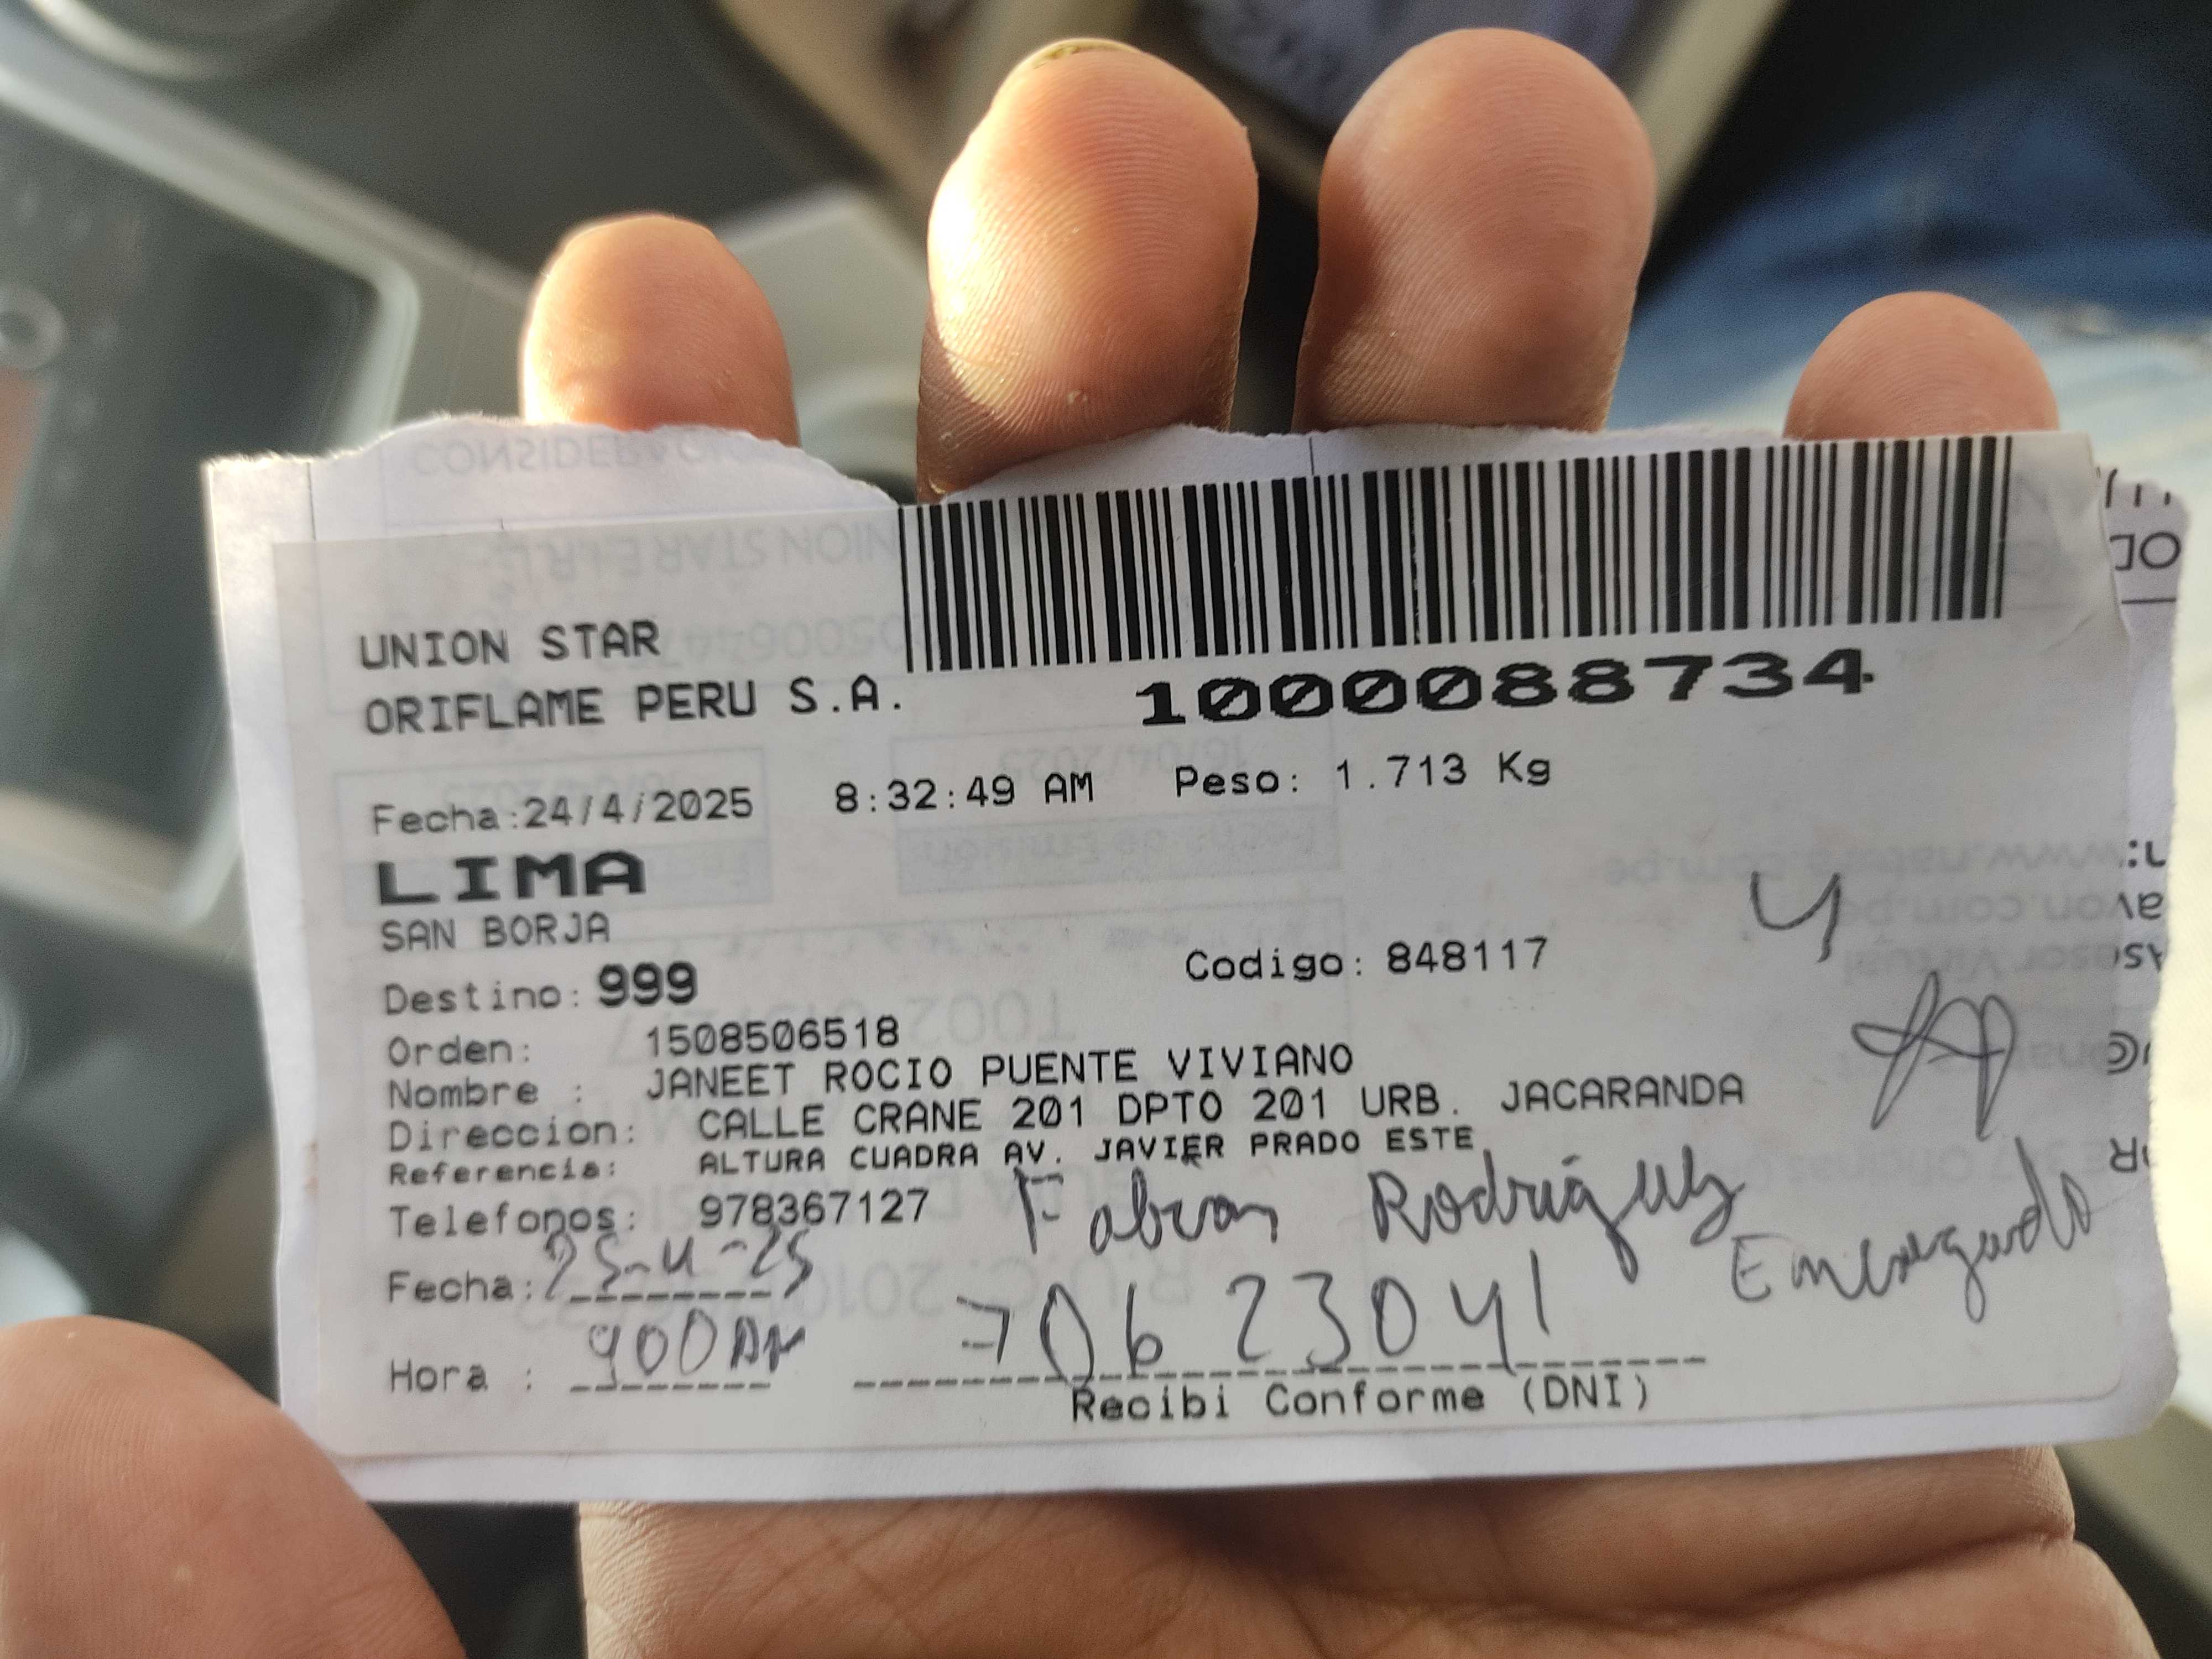 UNION STAR
ORIFLAME PERU S.A.
1000088734
Fecha:24/4/2025 8:32:49 AM Peso: 1.713 Kg
LIMA
SAN BORJA
Destino: 999 Codigo: 848117
Orden: 1508506518
Nombre : JANEET ROCIO PUENTE VIVIANO
Direccion: CALLE CRANE 201 DPTO 201 URB. JACARANDA
Referencia: ALTURA CUADRA AV. JAVIER PRADO ESTE
Telefonos: 978367127 Fabian Rodriguez
Fecha: 25-4-25 Encargado
Hora : 900 AM 70623041
Recibi Conforme (DNI)